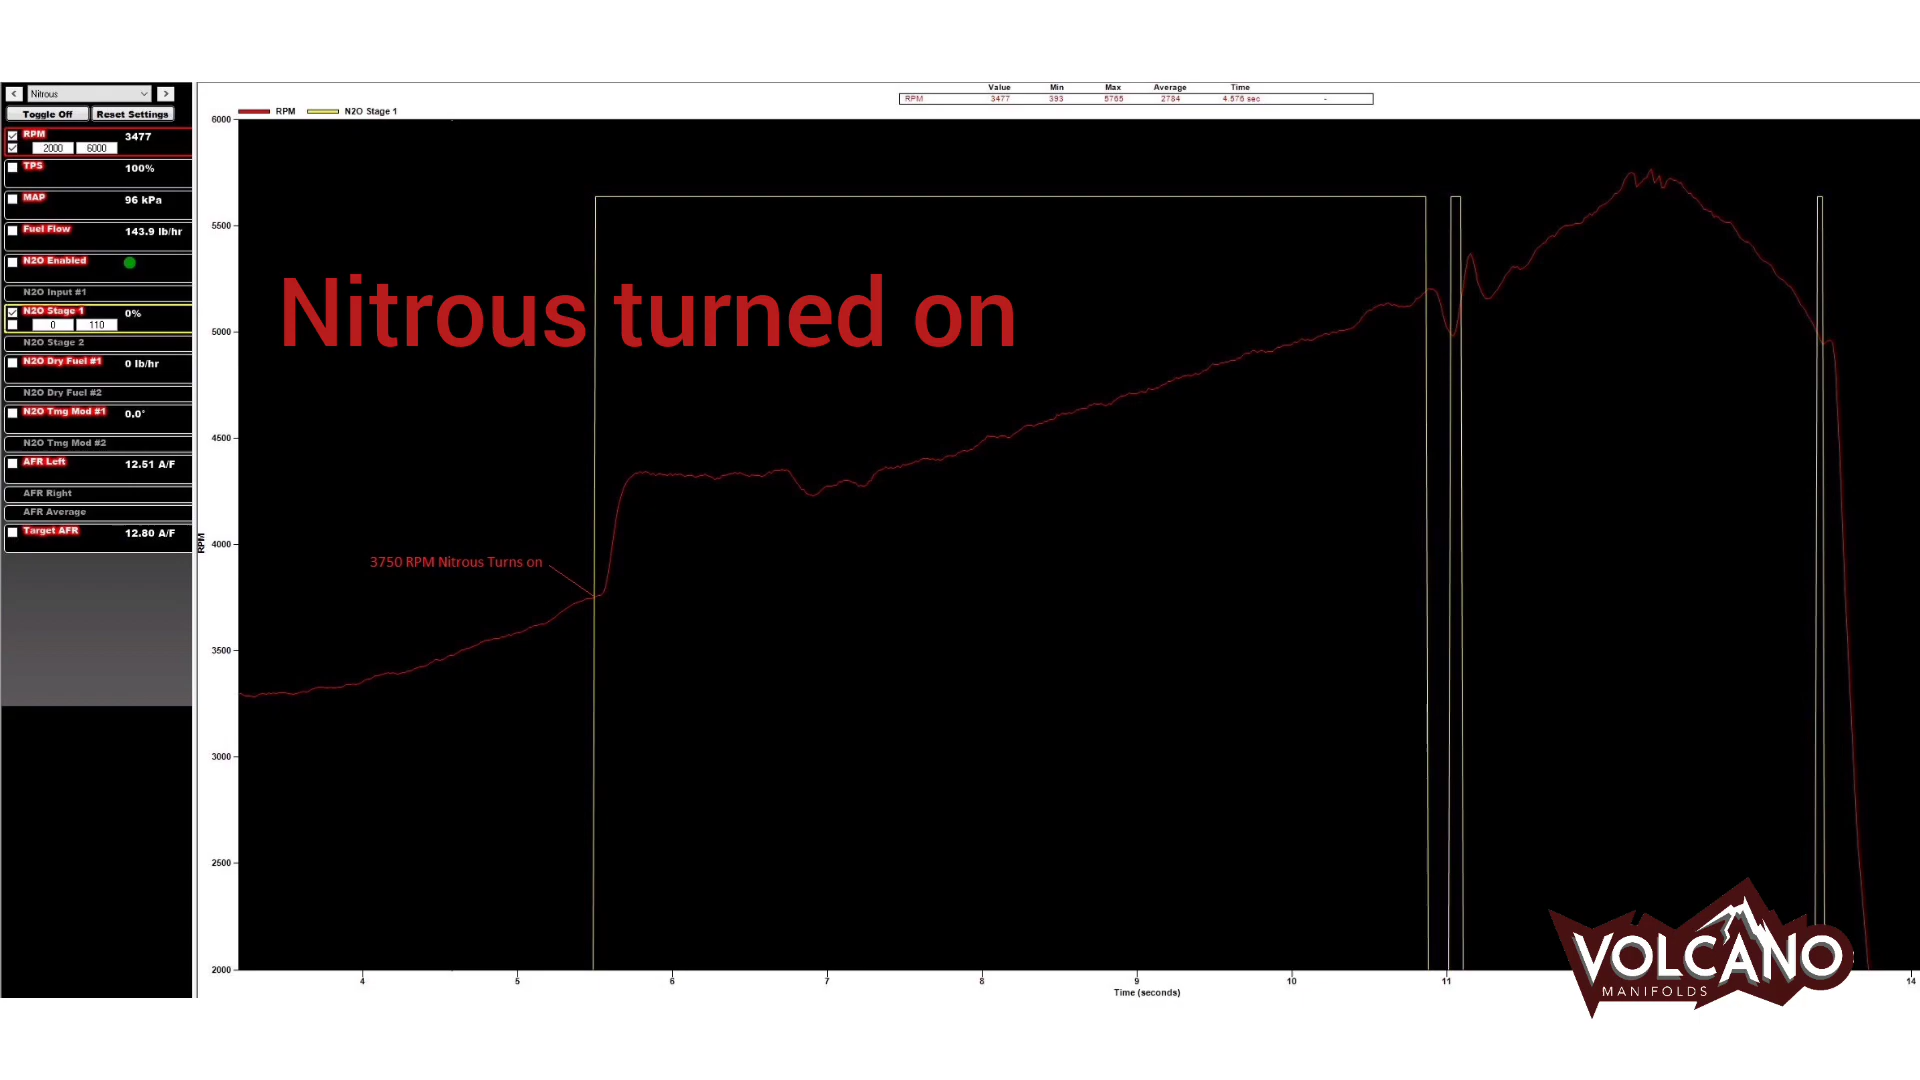 Nitrous
Toggle Off Reset Settings
RPM 3477
2000 6000
TPS 100%
MAP 96 kPa
Fuel Flow 143.9 lb/hr
N2O Enabled
N2O Input #1
N2O Stage 1 0%
0 110
N2O Stage 2
N2O Dry Fuel #1 0 lb/hr
N2O Dry Fuel #2
N2O Tmg Mod #1 0.0°
N2O Tmg Mod #2
AFR Left 12.51 A/F
AFR Right
AFR Average
Target AFR 12.80 A/F
Value Min Max Average Time
RPM 3477 393 5765 2784 4.576 sec -
RPM N2O Stage 1
6000
5500
5000
4500
4000
3500
3000
2500
2000
RPM
Nitrous turned on
3750 RPM Nitrous Turns on
4 5 6 7 8 9 10 11 14
Time (seconds)
VOLCANO
MANIFOLDS